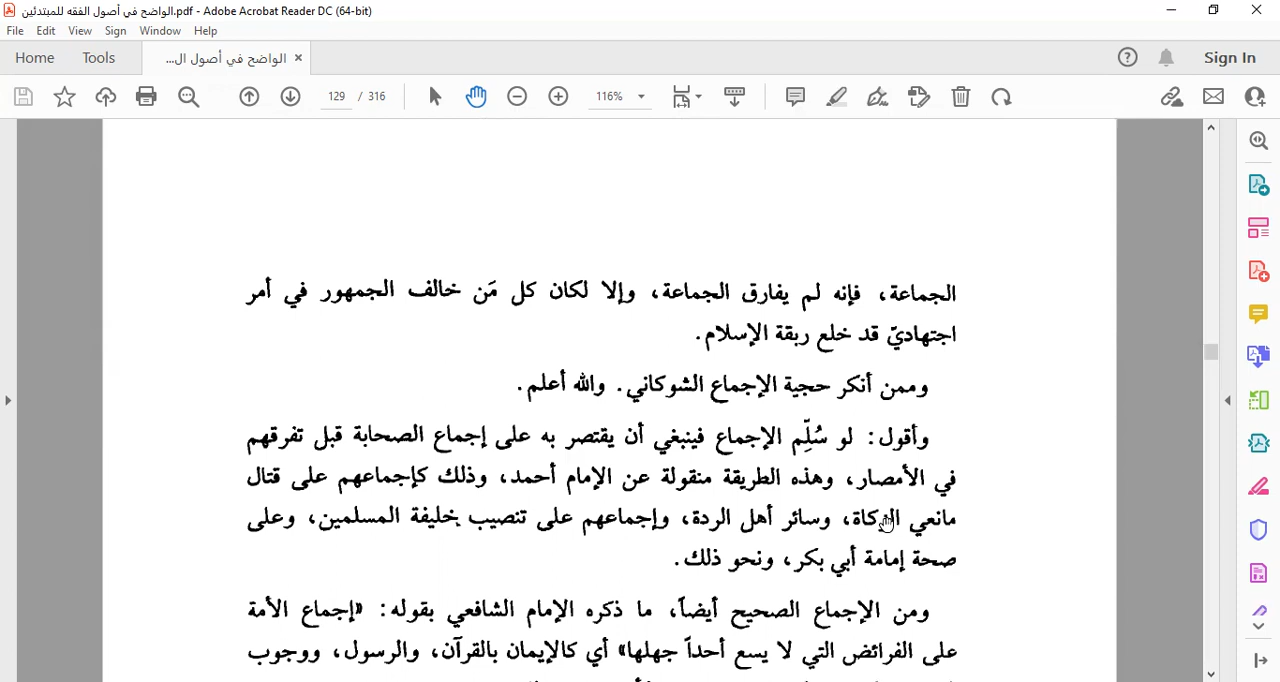 الواضح في أصول الفقه للمبتدئين.pdf - Adobe Acrobat Reader DC (64-bit)
File Edit View Sign Window Help
Home Tools الواضح في أصول ال... × Sign In
129 / 316 116%
الجماعة، فإنه لم يفارق الجماعة، وإلا لكان كل مَن خالف الجمهور في أمر
اجتهاديّ قد خلع ربقة الإسلام.
وممن أنكر حجية الإجماع الشوكاني. والله أعلم.
وأقول: لو سُلِّم الإجماع فينبغي أن يقتصر به على إجماع الصحابة قبل تفرقهم
في الأمصار، وهذه الطريقة منقولة عن الإمام أحمد، وذلك كإجماعهم على قتال
مانعي الزكاة، وسائر أهل الردة، وإجماعهم على تنصيب خليفة المسلمين، وعلى
صحة إمامة أبي بكر، ونحو ذلك.
ومن الإجماع الصحيح أيضاً، ما ذكره الإمام الشافعي بقوله: «إجماع الأمة
على الفرائض التي لا يسع أحداً جهلها» أي كالإيمان بالقرآن، والرسول، ووجوب